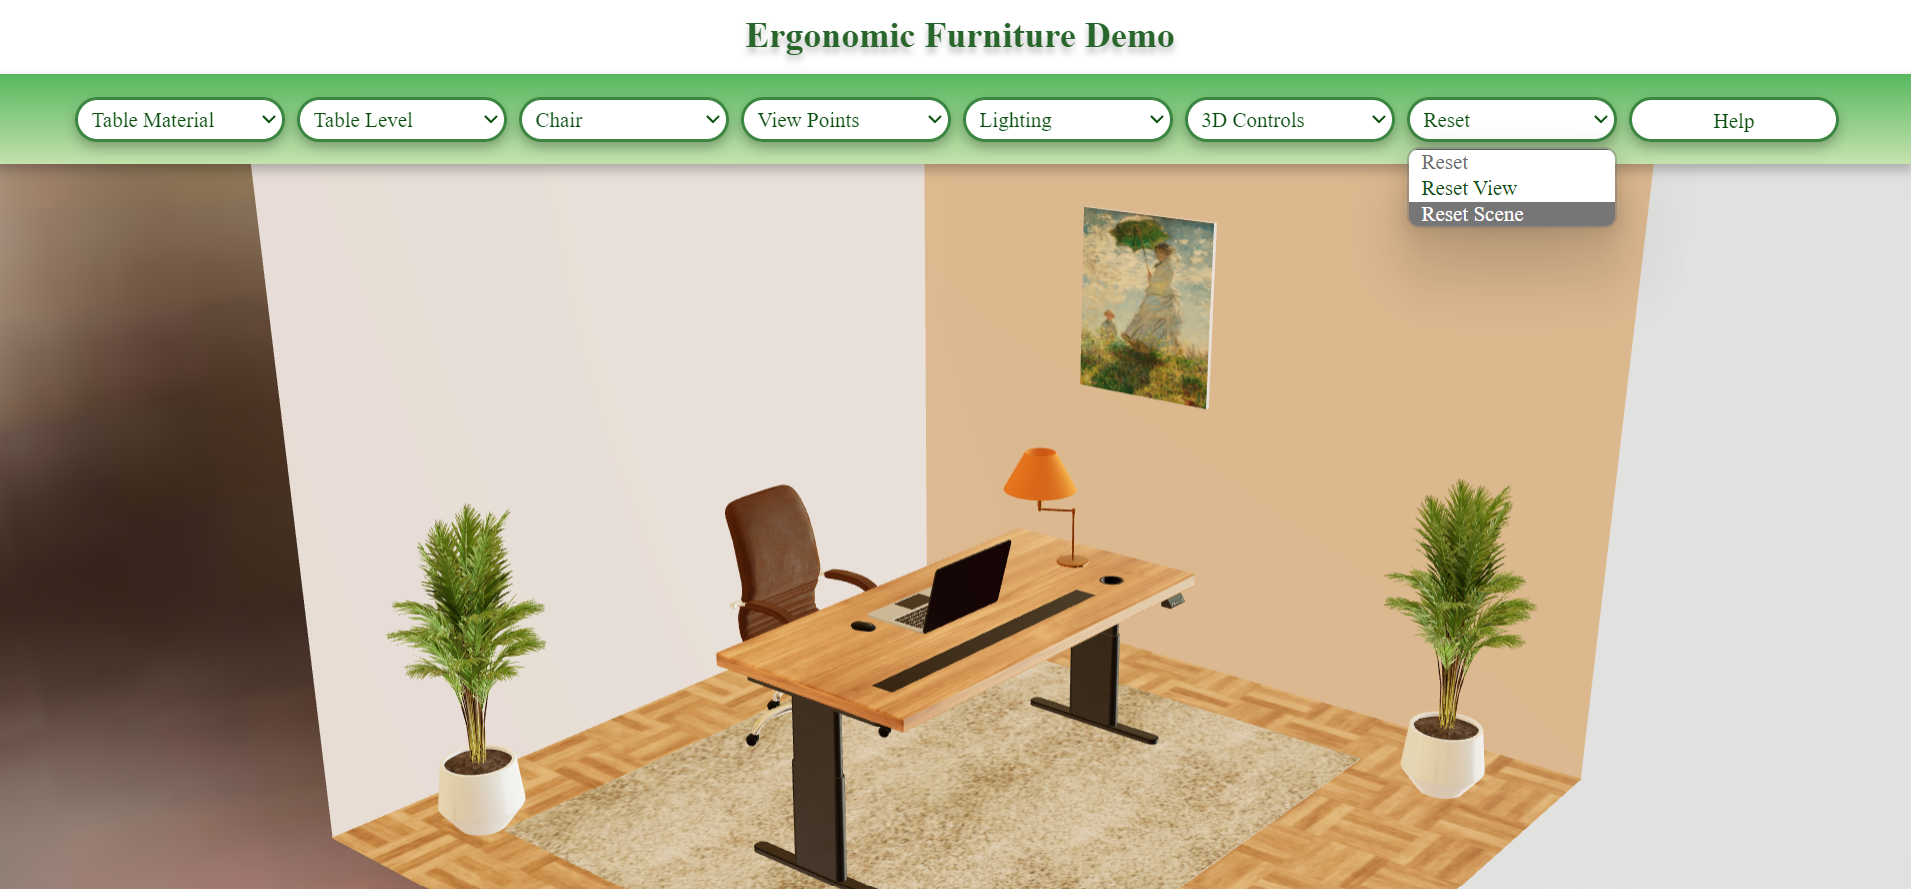 Ergonomic Furniture Demo
Table Material
Table Level
Chair
View Points
Lighting
3D Controls
Reset
Help
Reset
Reset View
Reset Scene